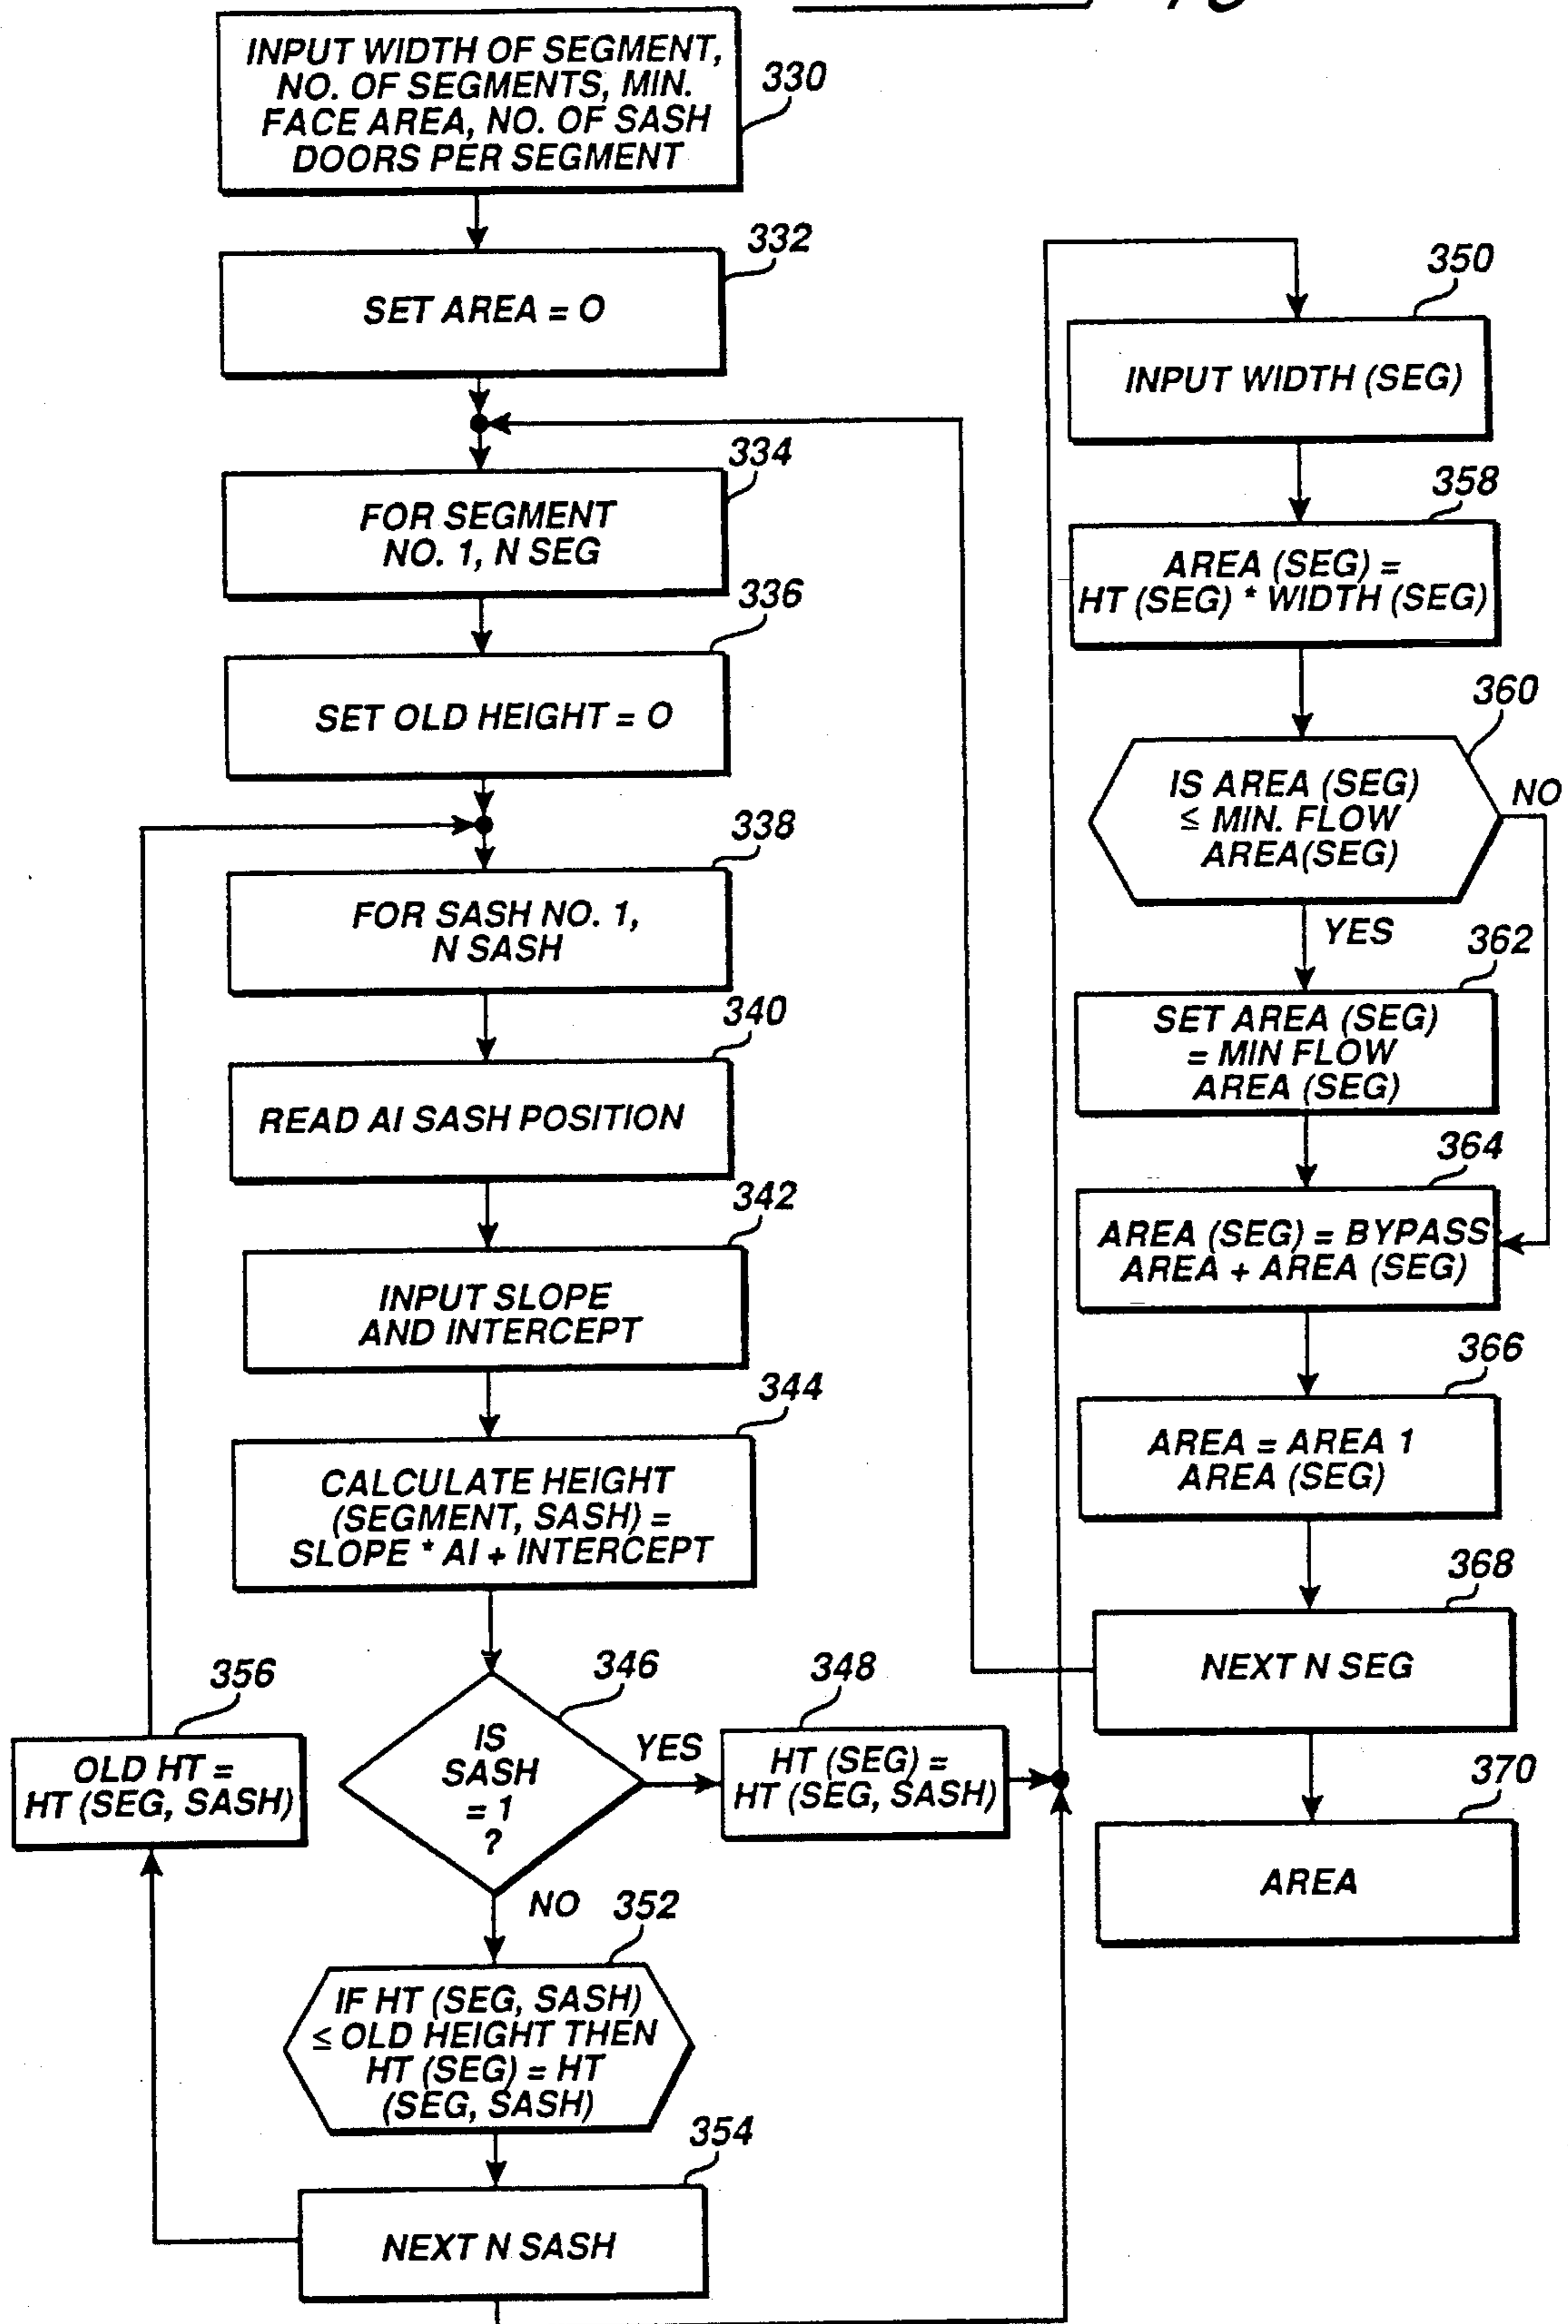 INPUT WIDTH OF SEGMENT,
NO. OF SEGMENTS, MIN.
FACE AREA, NO. OF SASH
DOORS PER SEGMENT
330
332
SET AREA = O
334
FOR SEGMENT
NO. 1, N SEG
336
SET OLD HEIGHT = O
338
FOR SASH NO. 1,
N SASH
340
READ AI SASH POSITION
342
INPUT SLOPE
AND INTERCEPT
344
CALCULATE HEIGHT
(SEGMENT, SASH) =
SLOPE * AI + INTERCEPT
346
IS
SASH
= 1
?
YES
348
HT (SEG) =
HT (SEG, SASH)
356
OLD HT =
HT (SEG, SASH)
NO
352
IF HT (SEG, SASH)
≤ OLD HEIGHT THEN
HT (SEG) = HT
(SEG, SASH)
354
NEXT N SASH
350
INPUT WIDTH (SEG)
358
AREA (SEG) =
HT (SEG) * WIDTH (SEG)
360
IS AREA (SEG)
≤ MIN. FLOW
AREA(SEG)
NO
YES
362
SET AREA (SEG)
= MIN FLOW
AREA (SEG)
364
AREA (SEG) = BYPASS
AREA + AREA (SEG)
366
AREA = AREA 1
AREA (SEG)
368
NEXT N SEG
370
AREA